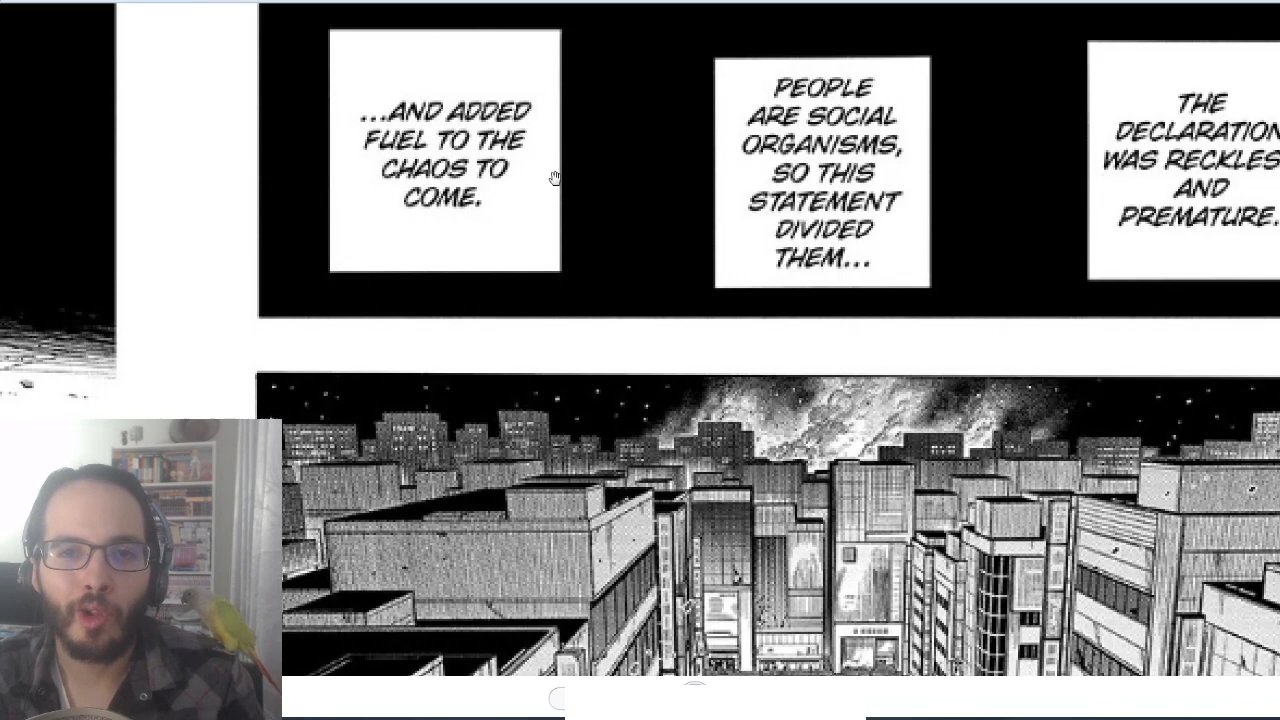 THE
DECLARATION
WAS RECKLES
AND
PREMATURE.
PEOPLE
ARE SOCIAL
ORGANISMS,
SO THIS
STATEMENT
DIVIDED
THEM...
...AND ADDED
FUEL TO THE
CHAOS TO
COME.